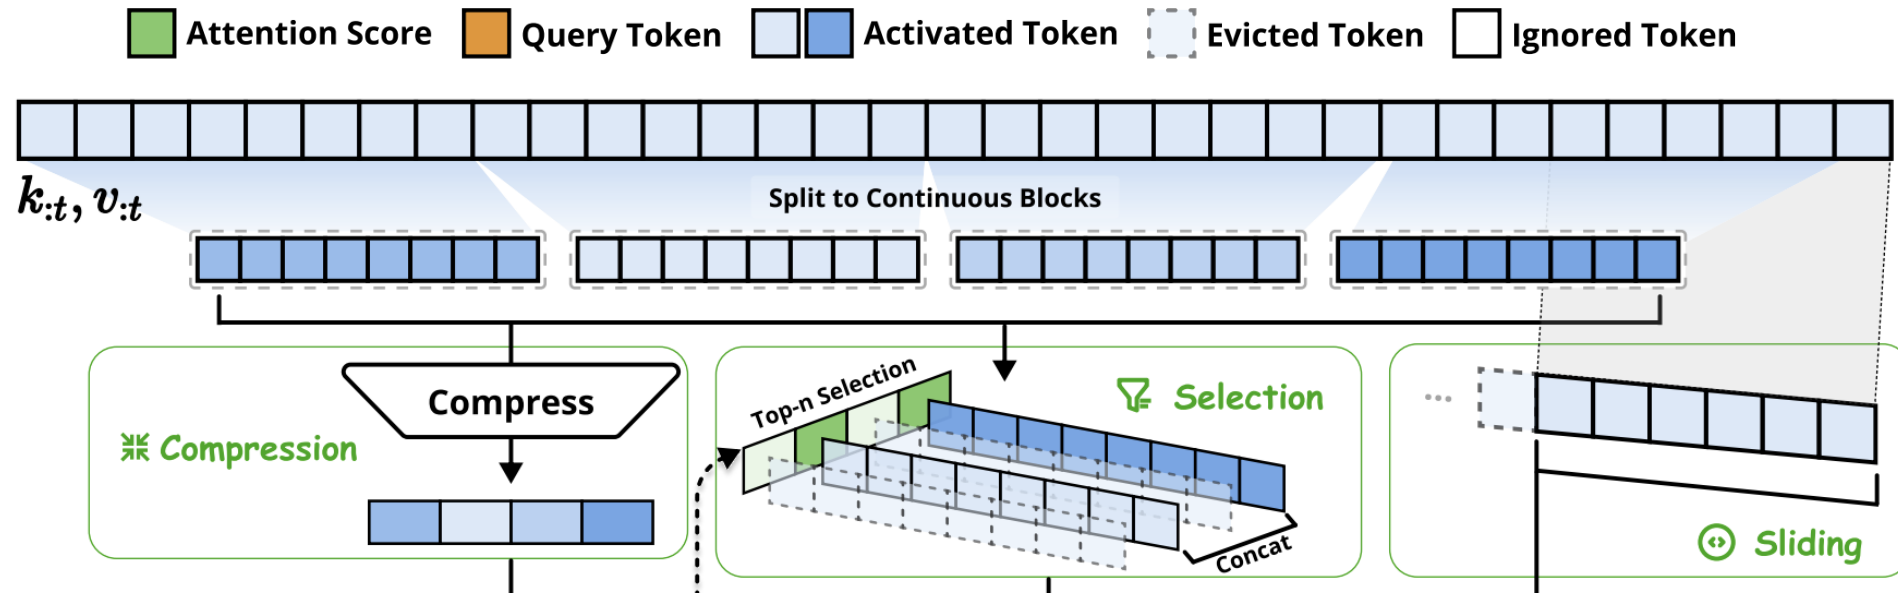 Attention Score Query Token Activated Token Evicted Token Ignored Token
k:t, v:t
Split to Continuous Blocks
Compress
Compression
Top-n Selection
Selection
Concat
...
Sliding